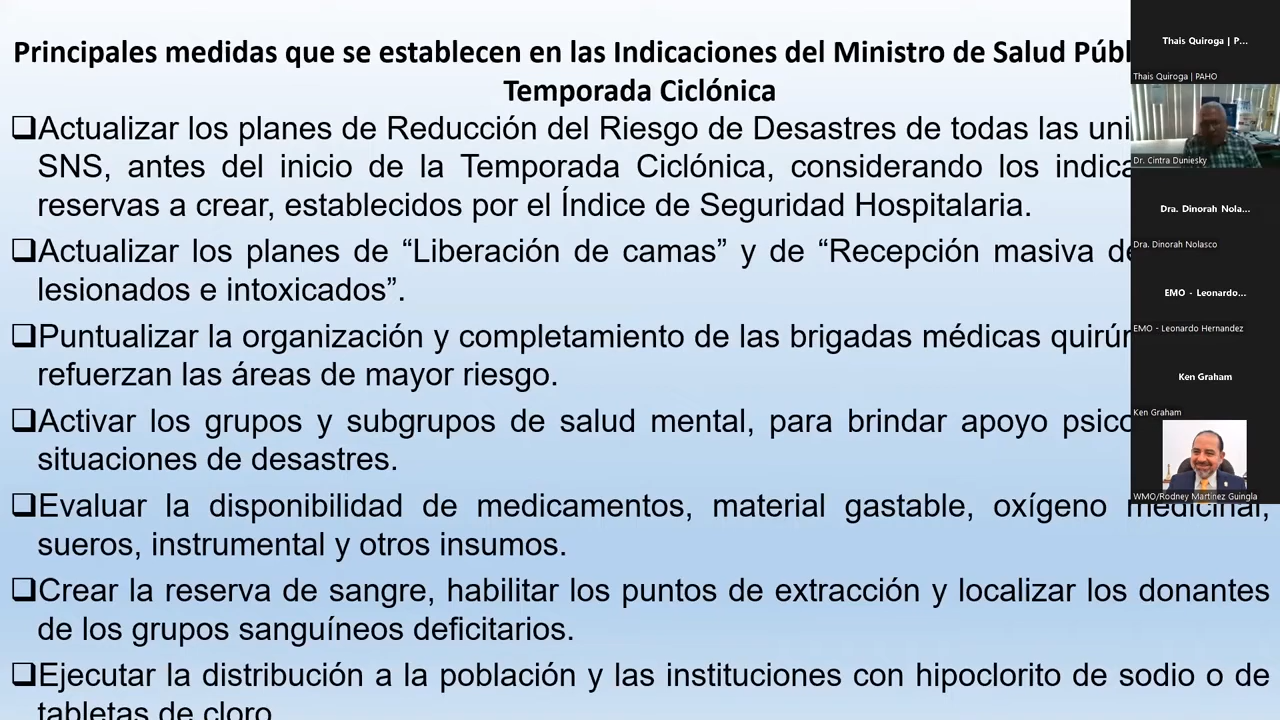 Principales medidas que se establecen en las Indicaciones del Ministro de Salud
Temporada Ciclónica
❑Actualizar los planes de Reducción del Riesgo de Desastres de todas las
SNS, antes del inicio de la Temporada Ciclónica, considerando los
reservas a crear, establecidos por el Índice de Seguridad Hospitalaria.
❑Actualizar los planes de “Liberación de camas” y de “Recepción masiva
lesionados e intoxicados”.
❑Puntualizar la organización y completamiento de las brigadas médicas
refuerzan las áreas de mayor riesgo.
❑Activar los grupos y subgrupos de salud mental, para brindar apoyo
situaciones de desastres.
❑Evaluar la disponibilidad de medicamentos, material gastable, oxígeno medicinal,
sueros, instrumental y otros insumos.
❑Crear la reserva de sangre, habilitar los puntos de extracción y localizar los donantes
de los grupos sanguíneos deficitarios.
❑Ejecutar la distribución a la población y las instituciones con hipoclorito de sodio o de
tabletas de cloro
Thais Quiroga | P...
Thais Quiroga | PAHO
Dr. Cintra Duniesky
Dra. Dinorah Nola...
Dra. Dinorah Nolasco
EMO - Leonardo...
EMO - Leonardo Hernandez
Ken Graham
Ken Graham
WMO/Rodney Martínez Guingla